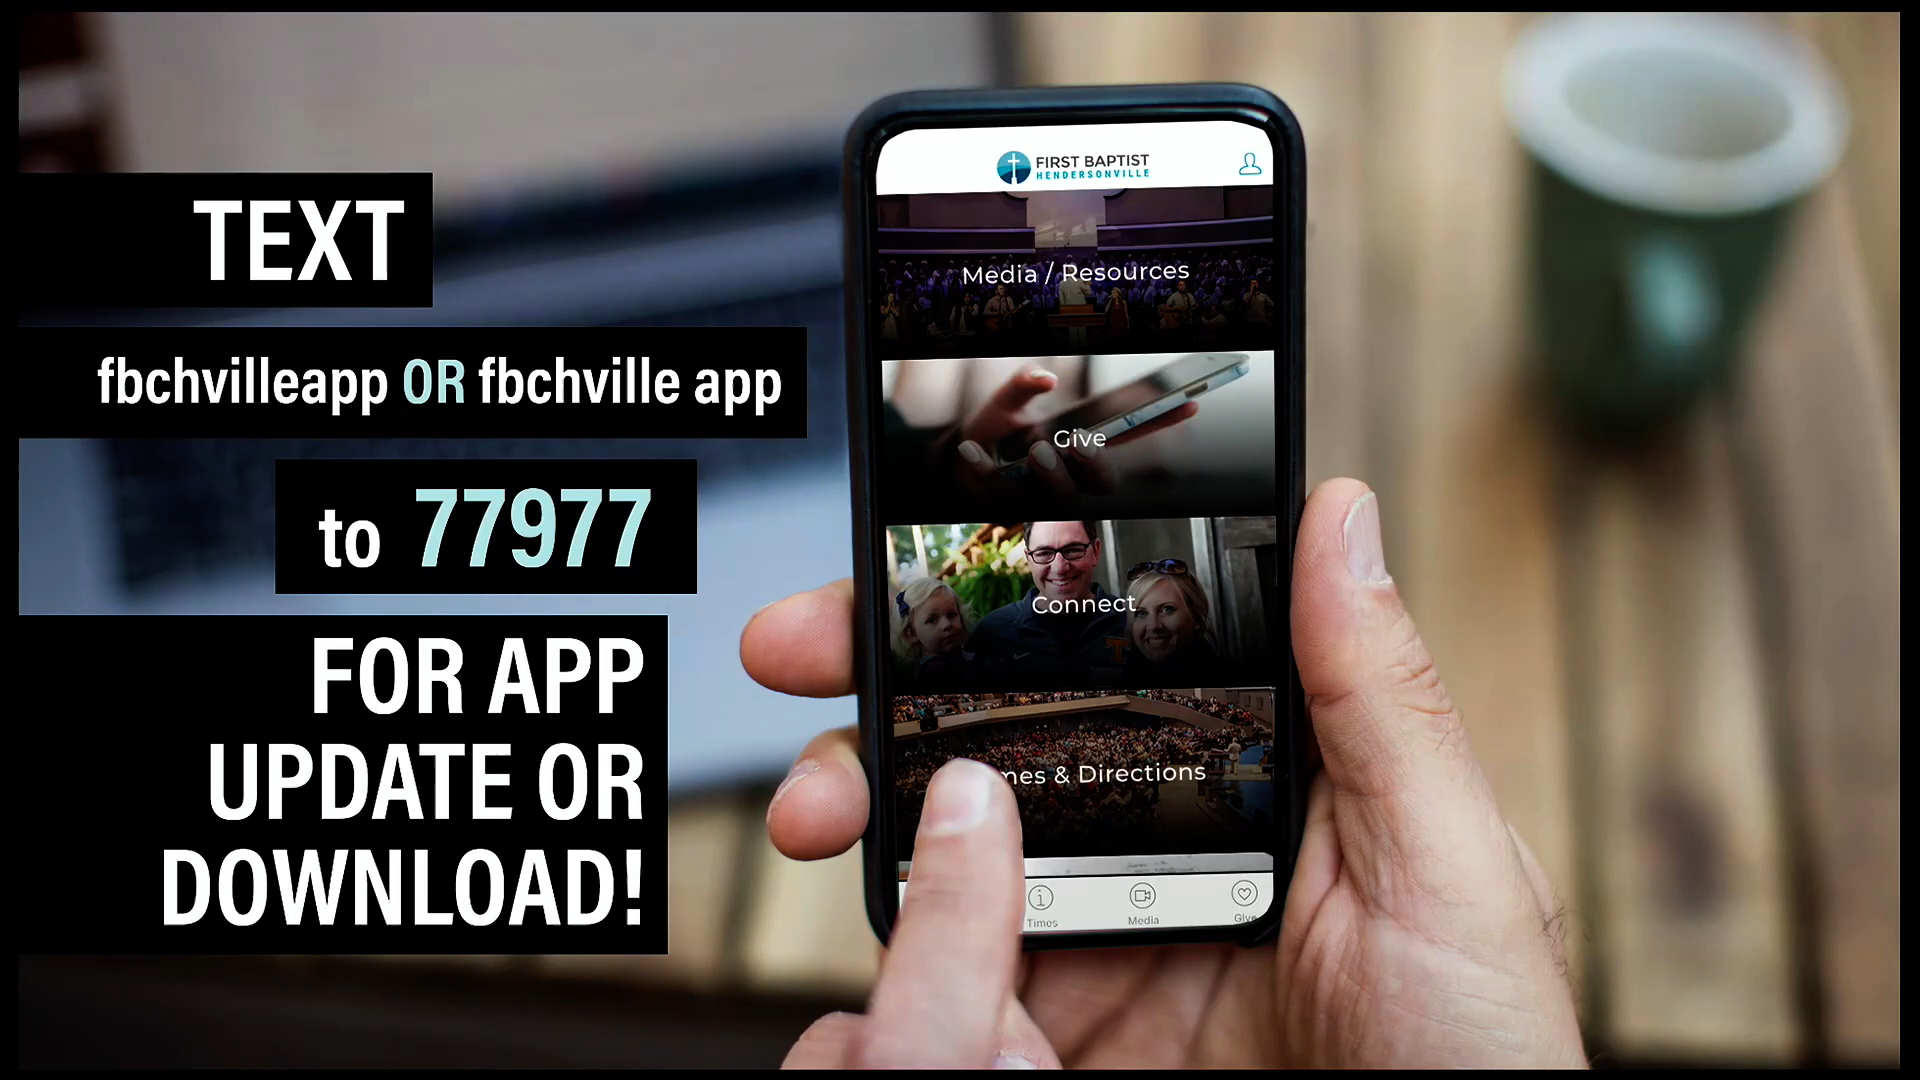 TEXT
fbchvilleapp OR fbchville app
to 77977
FOR APP
UPDATE OR
DOWNLOAD!
FIRST BAPTIST
HENDERSONVILLE
Media / Resources
Give
Connect
T
& Directions
Times
Media
Give